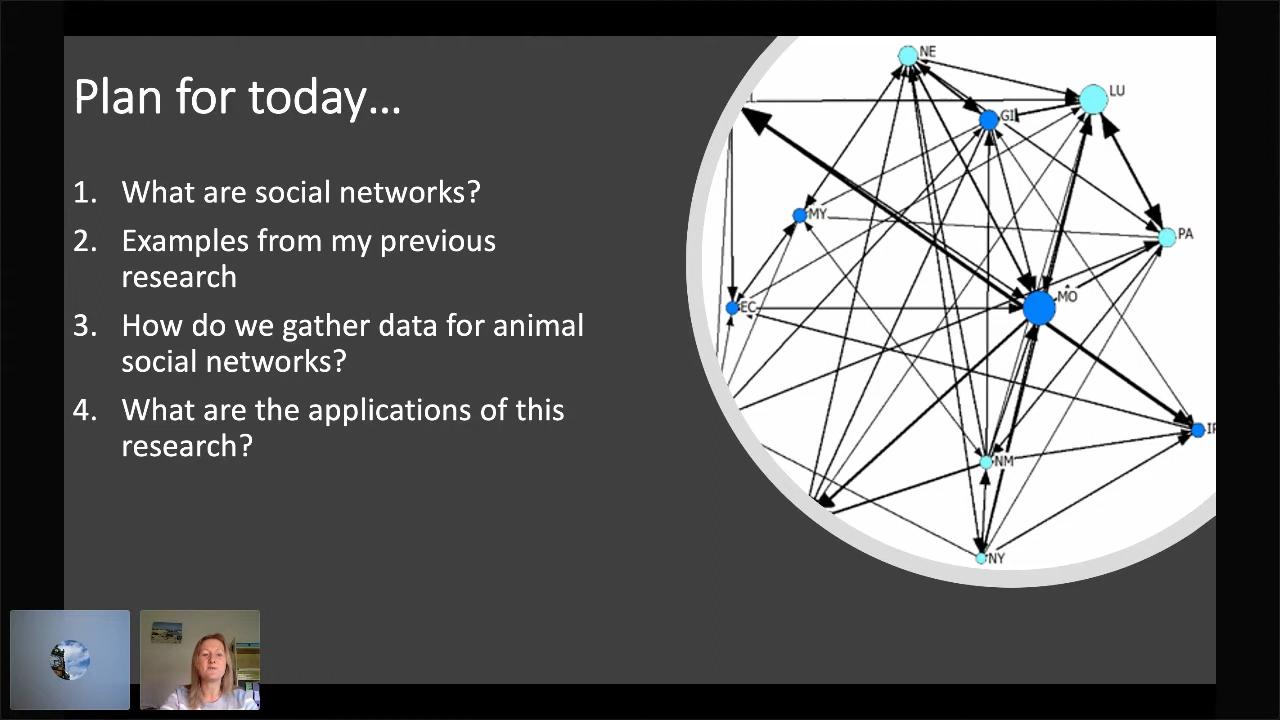 Plan for today...
1. What are social networks?
2. Examples from my previous
research
3. How do we gather data for animal
social networks?
4. What are the applications of this
research?
NE
LU
GI
MY
PA
EC
MO
NM
NY